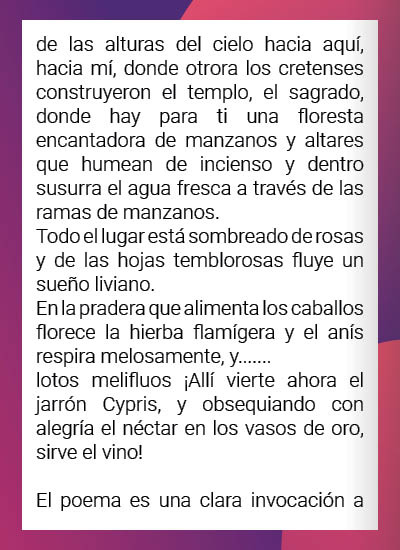 de las alturas del cielo hacia aquí,
hacia mí, donde otrora los cretenses
construyeron el templo, el sagrado,
donde hay para ti una floresta
encantadora de manzanos y altares
que humean de incienso y dentro
susurra el agua fresca a través de las
ramas de manzanos.
Todo el lugar está sombreado de rosas
y de las hojas temblorosas fluye un
sueño liviano.
En la pradera que alimenta los caballos
florece la hierba flamígera y el anís
respira melosamente, y.......
lotos melifluos ¡Allí vierte ahora el
jarrón Cypris, y obsequiando con
alegría el néctar en los vasos de oro,
sirve el vino!
El poema es una clara invocación a